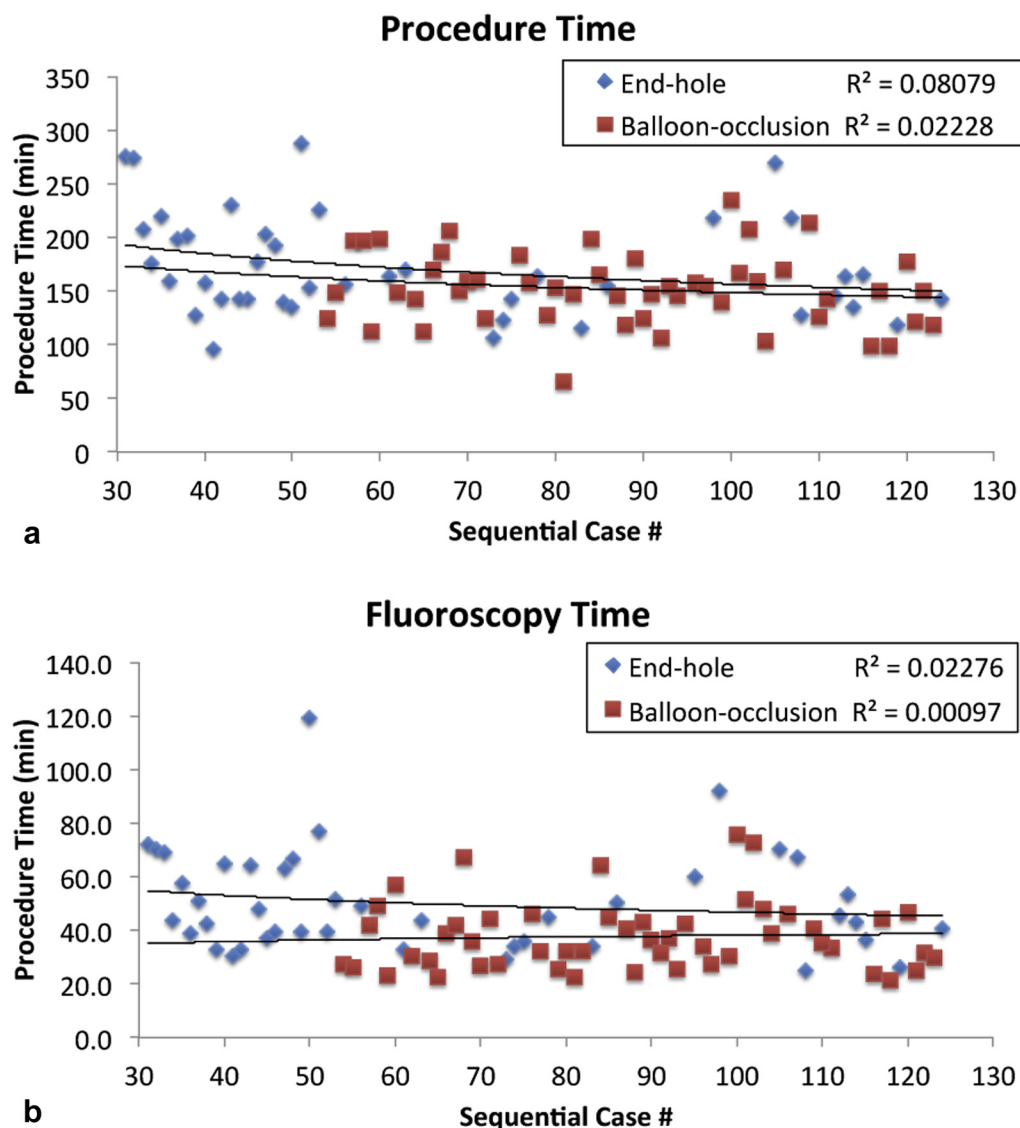 Procedure Time
End-hole R² = 0.08079
Balloon-occlusion R² = 0.02228
Procedure Time (min)
350
300
250
200
150
100
50
0
30 40 50 60 70 80 90 100 110 120 130
Sequential Case #
a
Fluoroscopy Time
End-hole R² = 0.02276
Balloon-occlusion R² = 0.00097
Procedure Time (min)
140.0
120.0
100.0
80.0
60.0
40.0
20.0
0.0
30 40 50 60 70 80 90 100 110 120 130
Sequential Case #
b